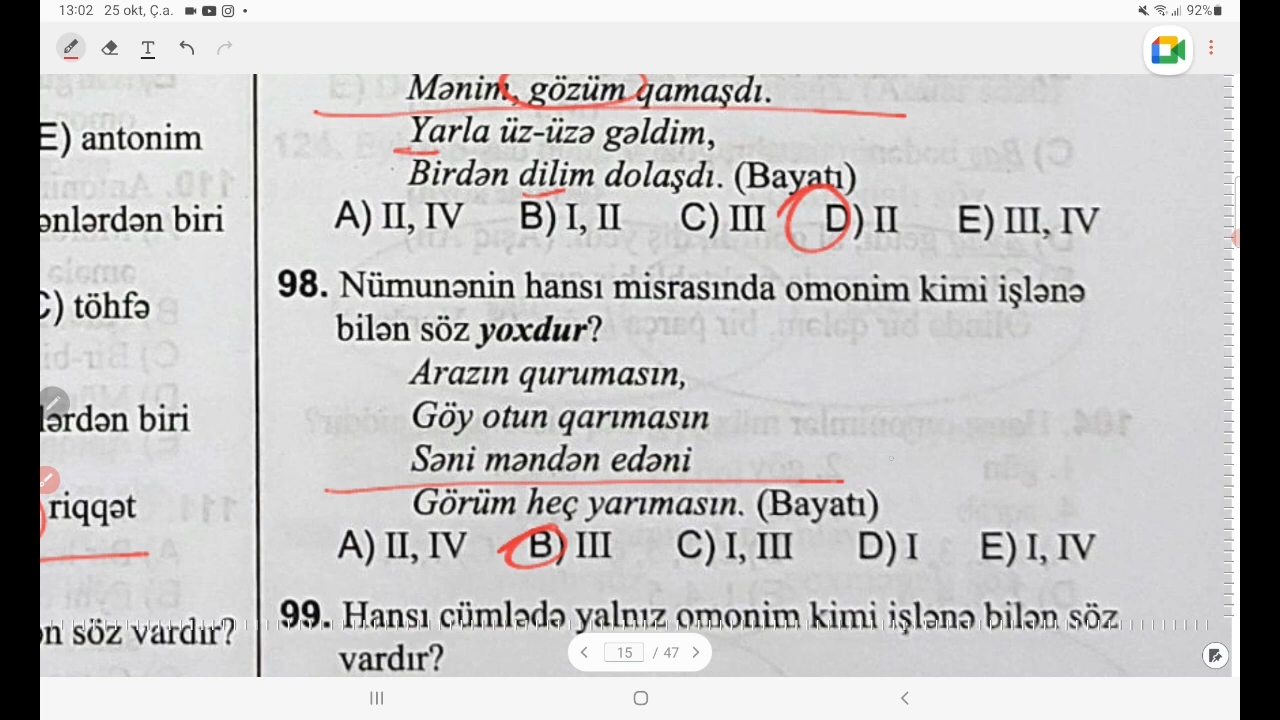 13:02 25 okt, Ç.a.
92%
T
Mənim, gözüm qamaşdı.
Yarla üz-üzə gəldim,
Birdən dilim dolaşdı. (Bayatı)
A) II, IV B) I, II C) III D) II E) III, IV
98. Nümunənin hansı misrasında omonim kimi işlənə
bilən söz yoxdur?
Arazın qurumasın,
Göy otun qarımasın
Səni məndən edəni
Görüm heç yarımasın. (Bayatı)
A) II, IV B) III C) I, III D) I E) I, IV
99. Hansı cümlədə yalnız omonim kimi işlənə bilən söz
vardır?
E) antonim
ənlərdən biri
C) töhfə
lərdən biri
riqqət
ən söz vardır?
15 / 47